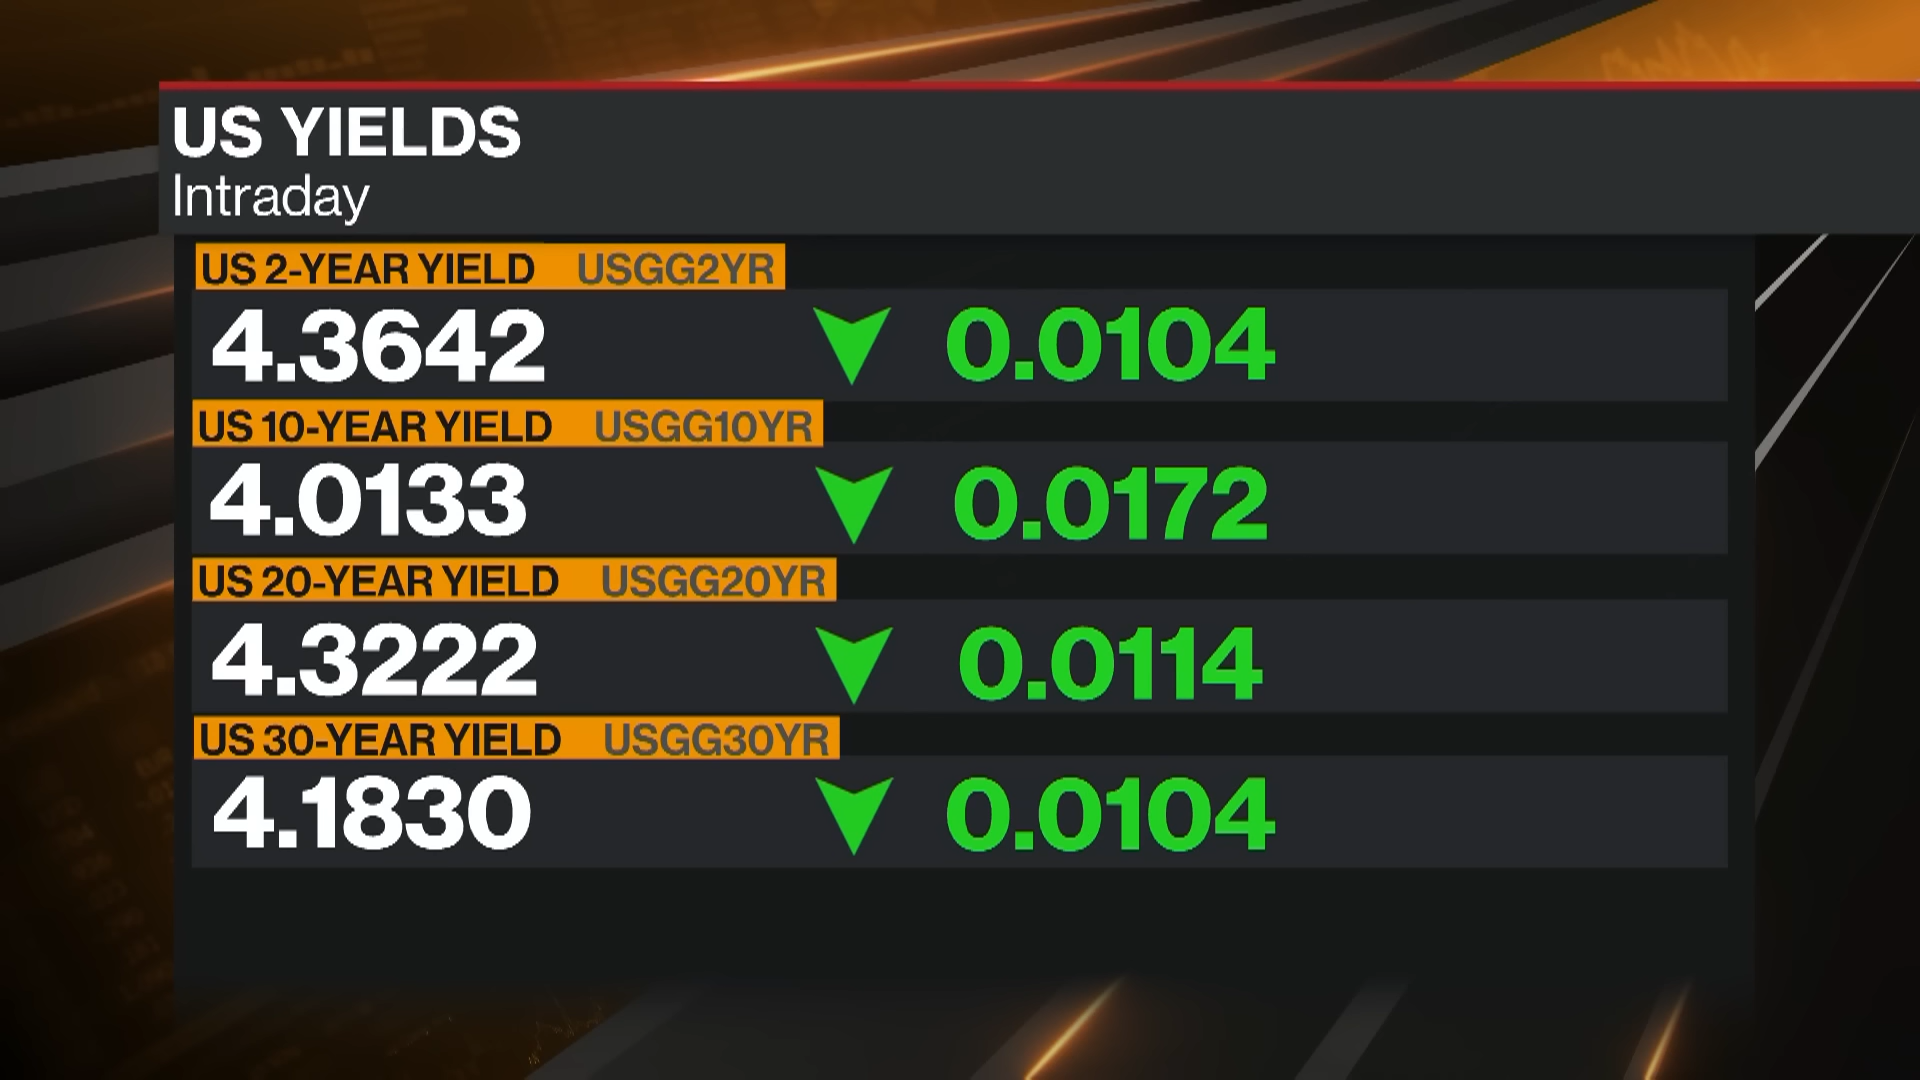 US YIELDS
Intraday
US 2-YEAR YIELD USGG2YR
4.3642 0.0104
US 10-YEAR YIELD USGG10YR
4.0133 0.0172
US 20-YEAR YIELD USGG20YR
4.3222 0.0114
US 30-YEAR YIELD USGG30YR
4.1830 0.0104